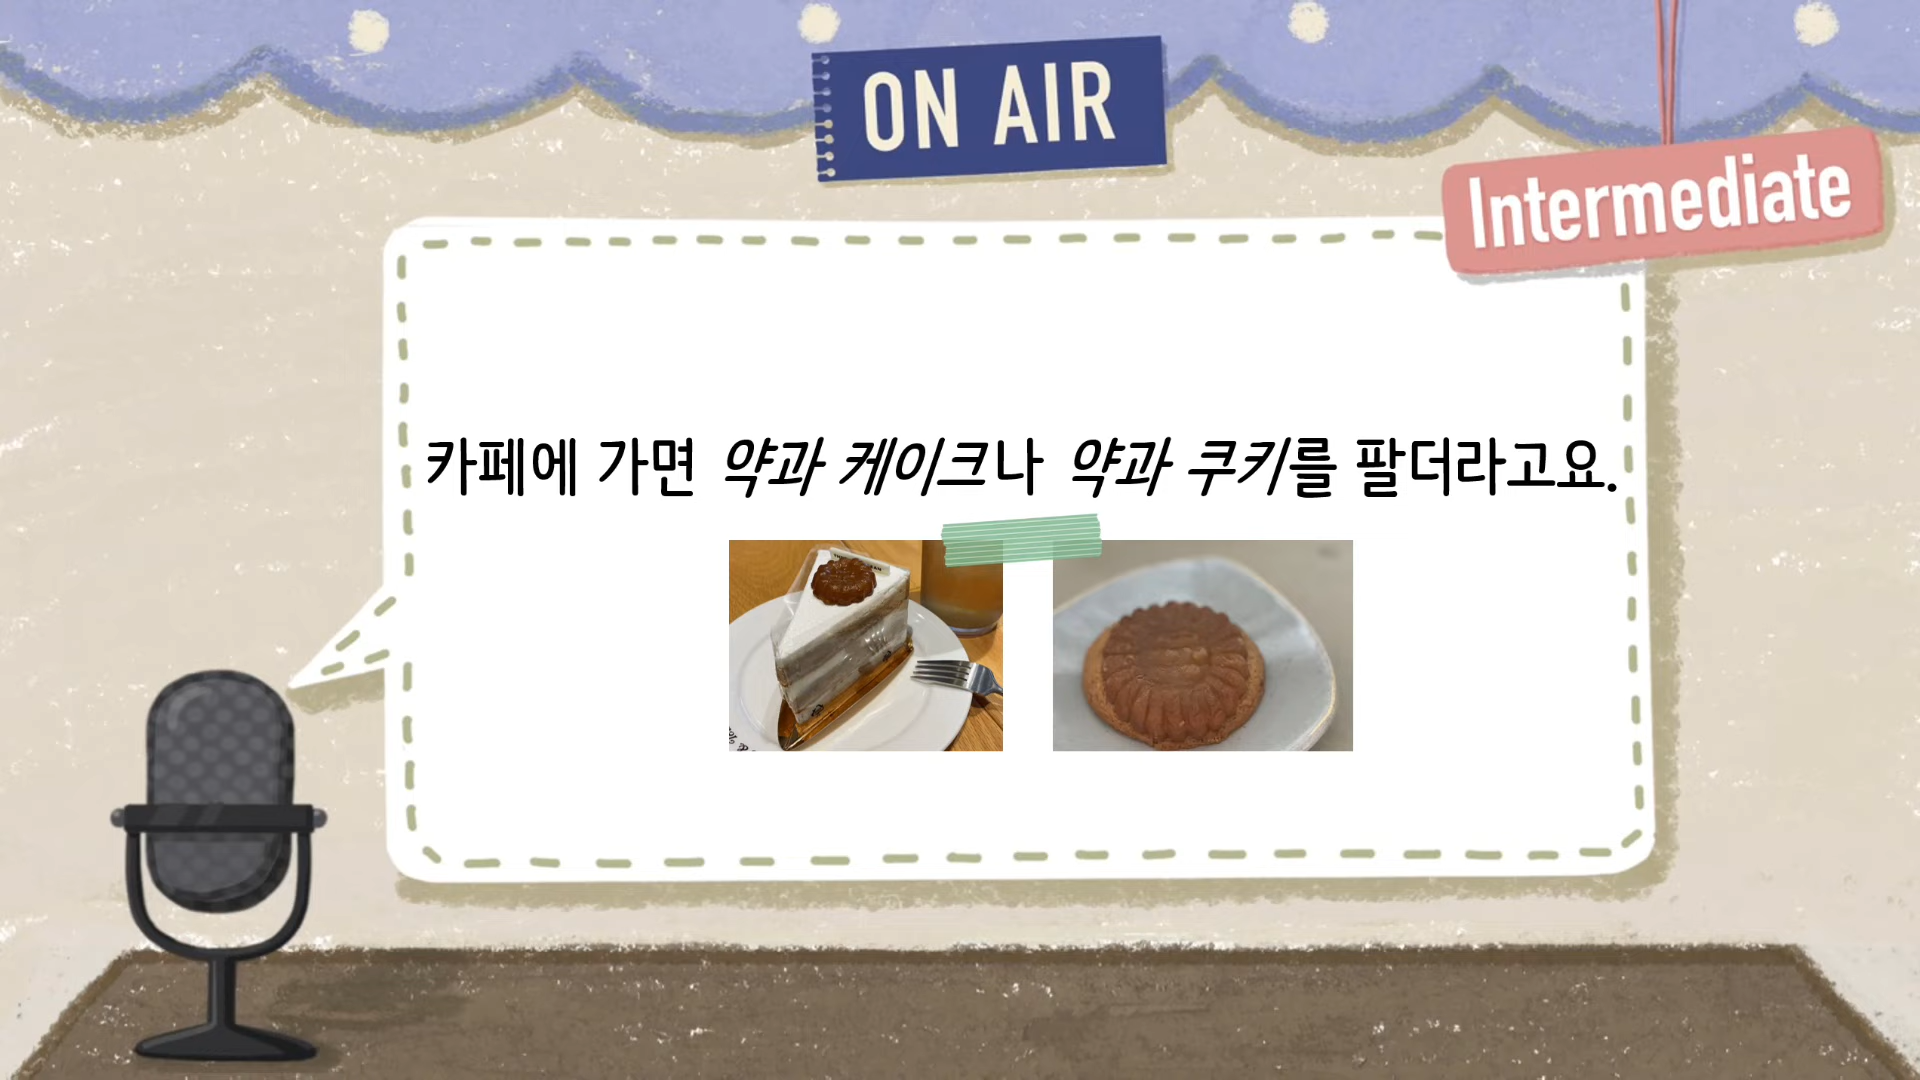 ON AIR
Intermediate
카페에 가면 약과 케이크나 약과 쿠키를 팔더라고요.